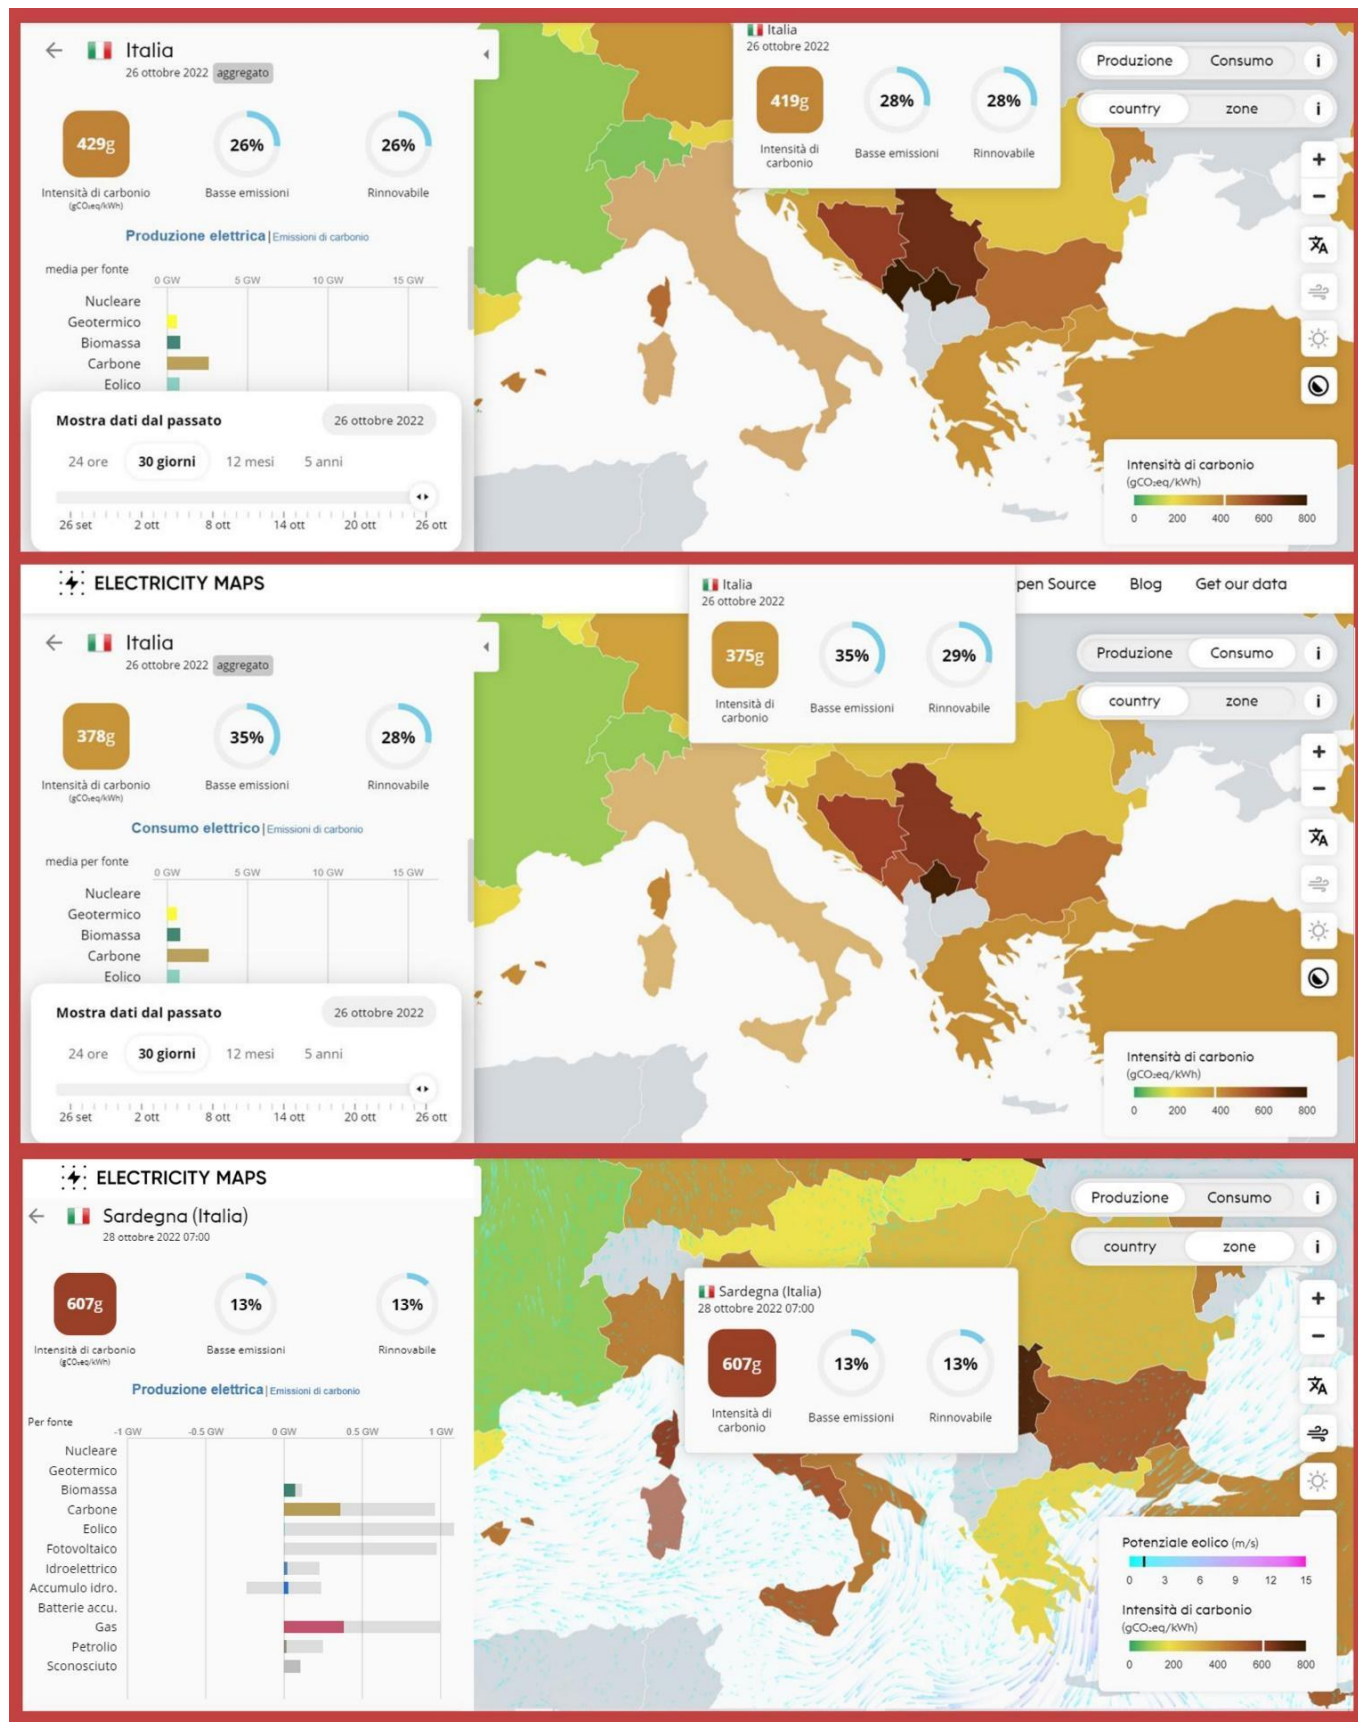 Italia
26 ottobre 2022 aggregato
429g
26%
26%
Intensità di carbonio
(gCO₂eq/kWh)
Basse emissioni
Rinnovabile
Produzione elettrica | Emissioni di carbonio
media per fonte
0 GW 5 GW 10 GW 15 GW
Nucleare
Geotermico
Biomassa
Carbone
Eolico
Mostra dati dal passato
26 ottobre 2022
24 ore 30 giorni 12 mesi 5 anni
26 set 2 ott 8 ott 14 ott 20 ott 26 ott
Italia
26 ottobre 2022
419g
28%
28%
Intensità di
carbonio
Basse emissioni
Rinnovabile
Produzione Consumo i
country zone i
Intensità di carbonio
(gCO₂eq/kWh)
0 200 400 600 800
ELECTRICITY MAPS
pen Source Blog Get our data
Italia
26 ottobre 2022 aggregato
378g
35%
28%
Intensità di carbonio
(gCO₂eq/kWh)
Basse emissioni
Rinnovabile
Consumo elettrico | Emissioni di carbonio
media per fonte
0 GW 5 GW 10 GW 15 GW
Nucleare
Geotermico
Biomassa
Carbone
Eolico
Mostra dati dal passato
26 ottobre 2022
24 ore 30 giorni 12 mesi 5 anni
26 set 2 ott 8 ott 14 ott 20 ott 26 ott
Italia
26 ottobre 2022
375g
35%
29%
Intensità di
carbonio
Basse emissioni
Rinnovabile
Produzione Consumo i
country zone i
Intensità di carbonio
(gCO₂eq/kWh)
0 200 400 600 800
ELECTRICITY MAPS
Sardegna (Italia)
28 ottobre 2022 07:00
607g
13%
13%
Intensità di carbonio
(gCO₂eq/kWh)
Basse emissioni
Rinnovabile
Produzione elettrica | Emissioni di carbonio
Per fonte
-1 GW -0.5 GW 0 GW 0.5 GW 1 GW
Nucleare
Geotermico
Biomassa
Carbone
Eolico
Fotovoltaico
Idroelettrico
Accumulo idro.
Batterie accu.
Gas
Petrolio
Sconosciuto
Sardegna (Italia)
28 ottobre 2022 07:00
607g
13%
13%
Intensità di
carbonio
Basse emissioni
Rinnovabile
Produzione Consumo i
country zone i
Potenziale eolico (m/s)
0 3 6 9 12 15
Intensità di carbonio
(gCO₂eq/kWh)
0 200 400 600 800